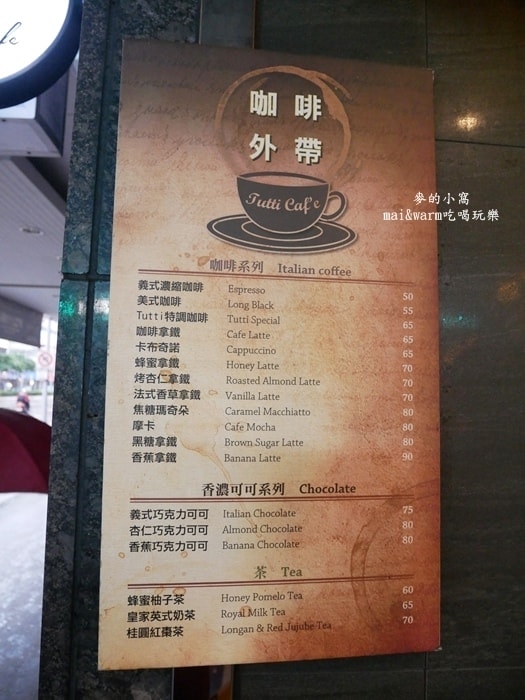 咖啡
外帶
Tutti Cafe
麥的小窩
mai&warm吃喝玩樂
咖啡系列 Italian coffee
義式濃縮咖啡 Espresso 50
美式咖啡 Long Black 55
Tutti特調咖啡 Tutti Special 65
咖啡拿鐵 Cafe Latte 65
卡布奇諾 Cappuccino 65
蜂蜜拿鐵 Honey Latte 70
烤杏仁拿鐵 Roasted Almond Latte 70
法式香草拿鐵 Vanilla Latte 70
焦糖瑪奇朵 Caramel Macchiatto 80
摩卡 Cafe Mocha 80
黑糖拿鐵 Brown Sugar Latte 80
香蕉拿鐵 Banana Latte 90
香濃可可系列 Chocolate
義式巧克力可可 Italian Chocolate 75
杏仁巧克力可可 Almond Chocolate 80
香蕉巧克力可可 Banana Chocolate 80
茶 Tea
蜂蜜柚子茶 Honey Pomelo Tea 60
皇家英式奶茶 Royal Milk Tea 65
桂圓紅棗茶 Longan & Red Jujube Tea 70